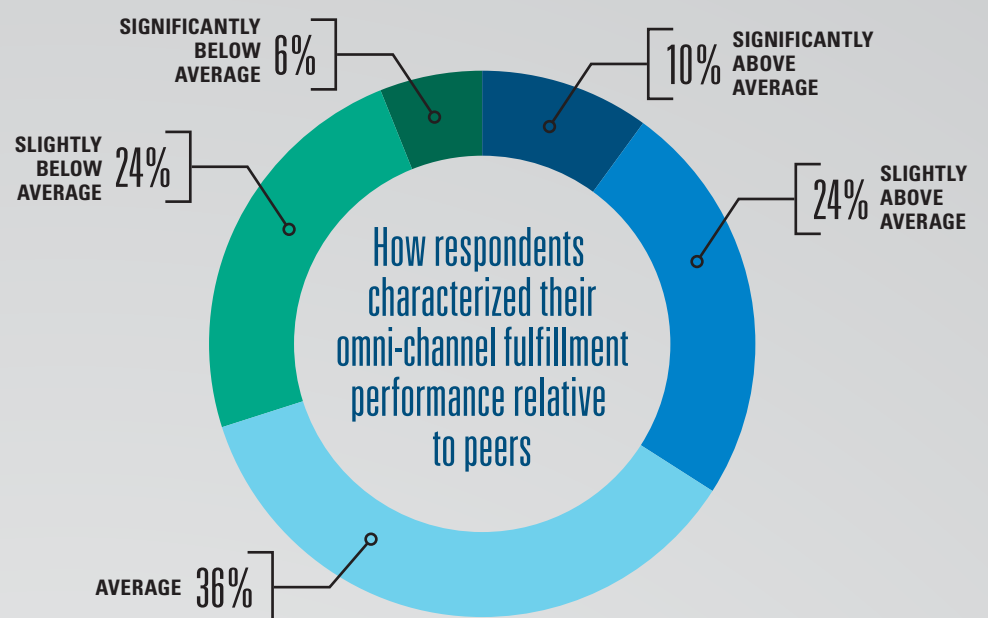 SIGNIFICANTLY
BELOW
AVERAGE
6%
10%
SIGNIFICANTLY
ABOVE
AVERAGE
SLIGHTLY
BELOW
AVERAGE
24%
24%
SLIGHTLY
ABOVE
AVERAGE
How respondents
characterized their
omni-channel fulfillment
performance relative
to peers
AVERAGE 36%